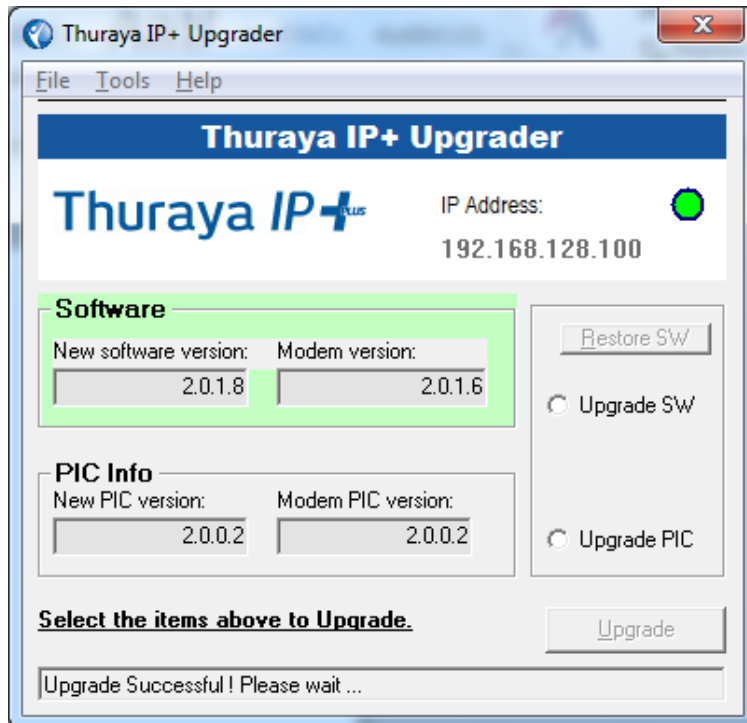 Thuraya IP+ Upgrader
File Tools Help
Thuraya IP+ Upgrader
Thuraya IP+ PLUS
IP Address:
192.168.128.100
Software
New software version: Modem version:
2.0.1.8 2.0.1.6
Restore SW
Upgrade SW
PIC Info
New PIC version: Modem PIC version:
2.0.0.2 2.0.0.2
Upgrade PIC
Select the items above to Upgrade.
Upgrade
Upgrade Successful ! Please wait ...